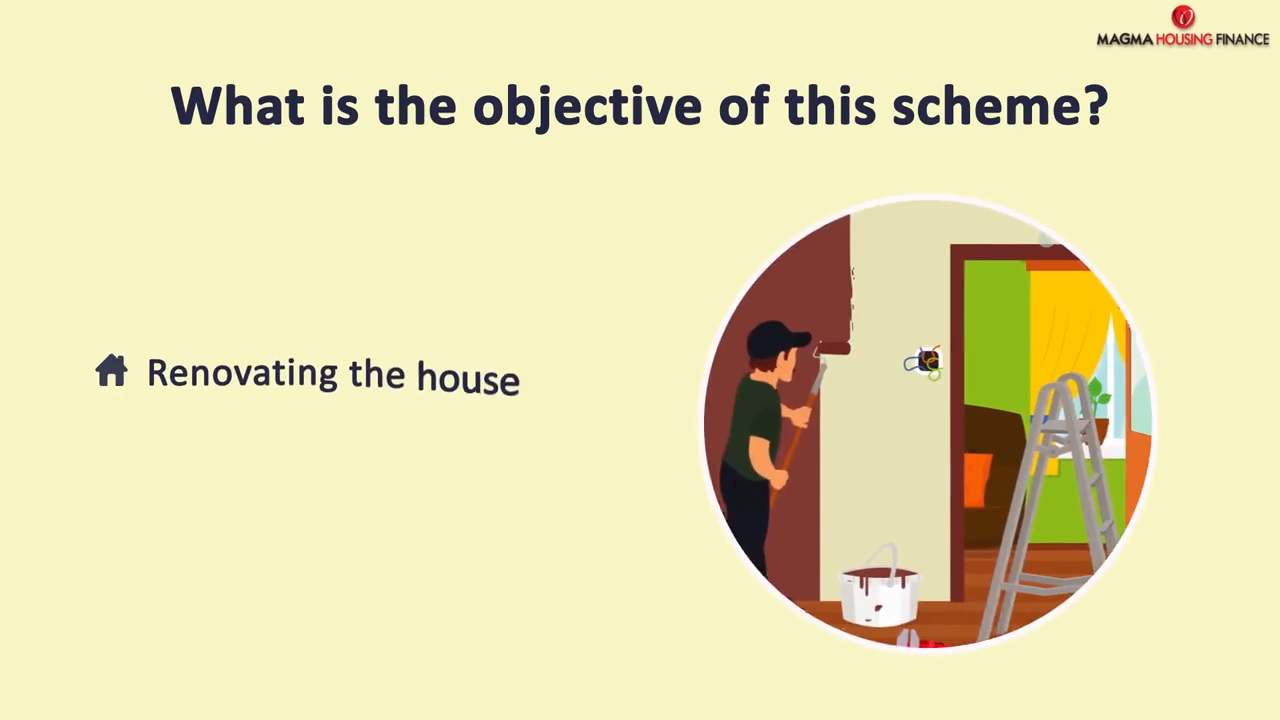 MAGMA HOUSING FINANCE
What is the objective of this scheme?
Renovating the house